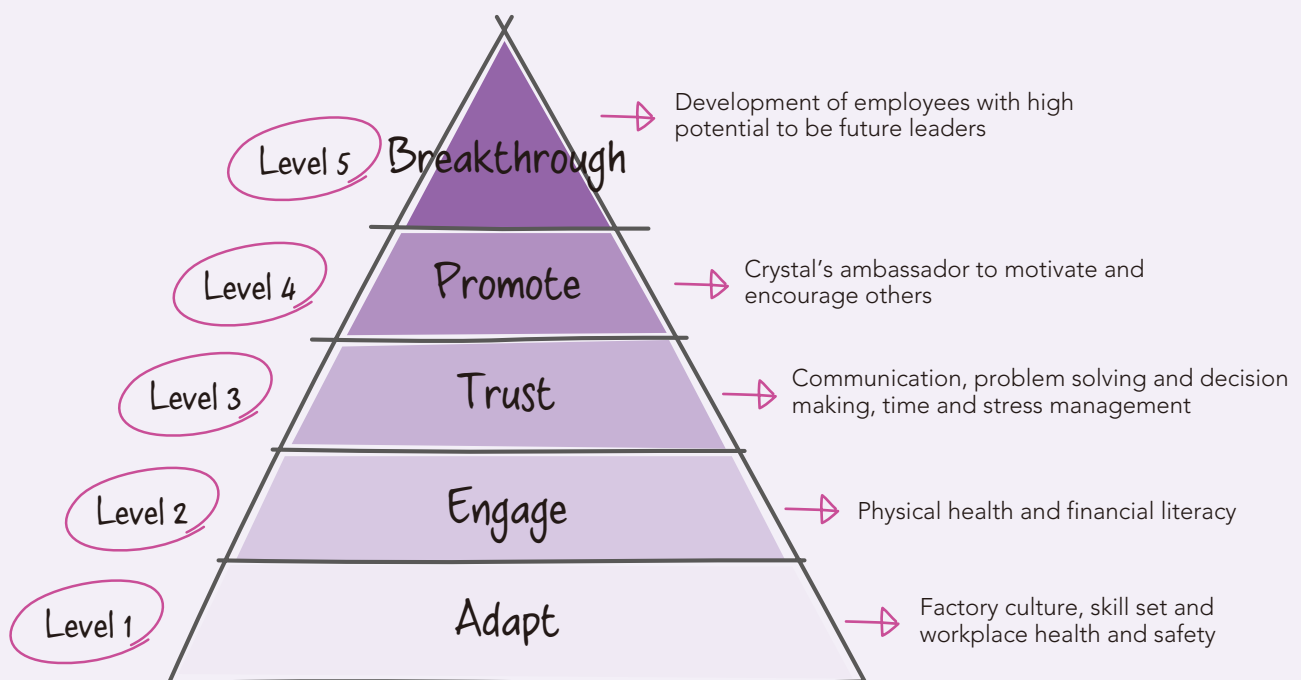 Level 5
Breakthrough
Development of employees with high
potential to be future leaders
Level 4
Promote
Crystal’s ambassador to motivate and
encourage others
Level 3
Trust
Communication, problem solving and decision
making, time and stress management
Level 2
Engage
Physical health and financial literacy
Level 1
Adapt
Factory culture, skill set and
workplace health and safety